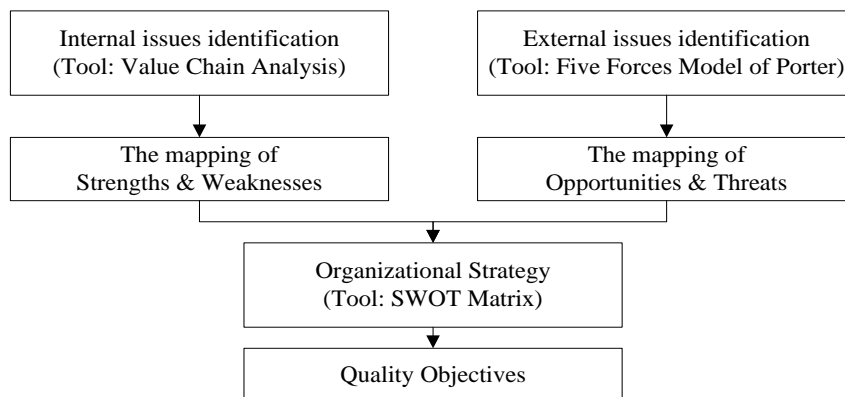 Internal issues identification
(Tool: Value Chain Analysis)
External issues identification
(Tool: Five Forces Model of Porter)
The mapping of
Strengths & Weaknesses
The mapping of
Opportunities & Threats
Organizational Strategy
(Tool: SWOT Matrix)
Quality Objectives